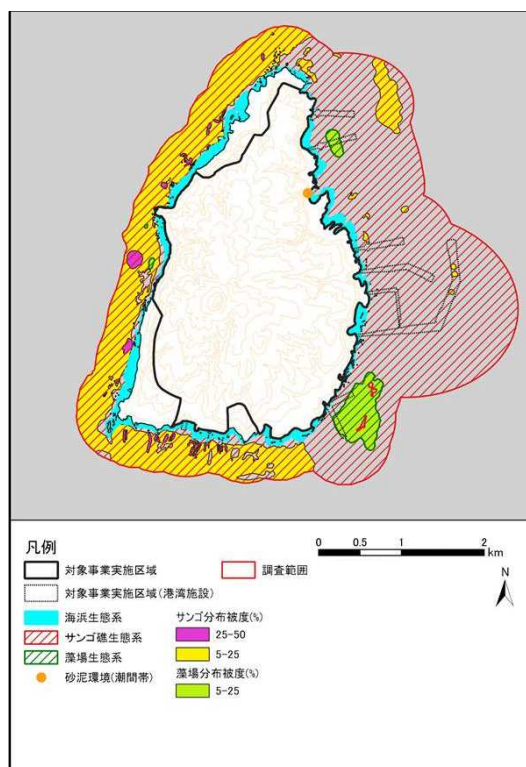 凡例
0 0.5 1 2
km
N
対象事業実施区域
調査範囲
対象事業実施区域(港湾施設)
海浜生態系
サンゴ分布被度(%)
サンゴ礁生態系
25-50
藻場生態系
5-25
砂泥環境(潮間帯)
藻場分布被度(%)
5-25